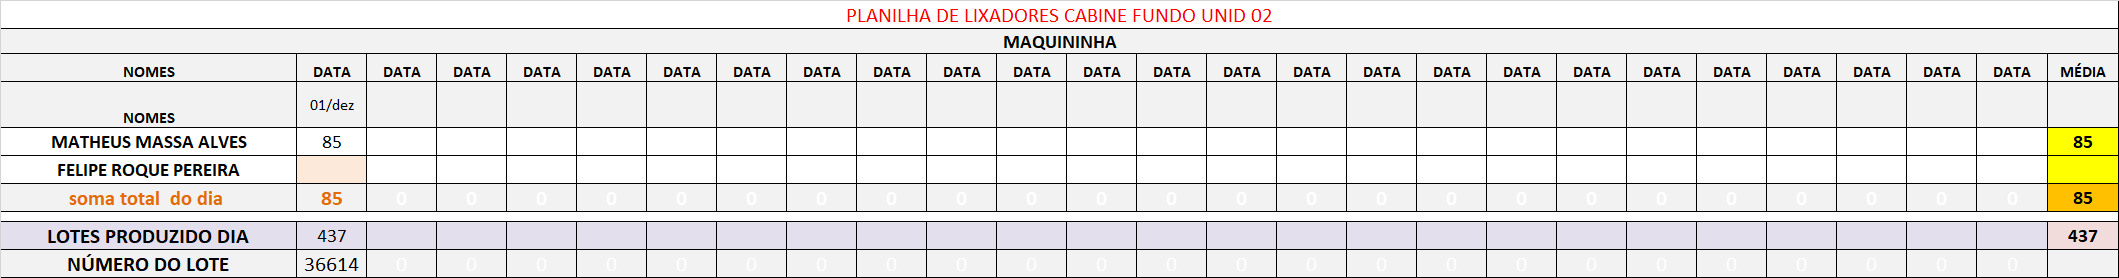 PLANILHA DE LIXADORES CABINE FUNDO UNID 02
MAQUININHA
NOMES DATA DATA DATA DATA DATA DATA DATA DATA DATA DATA DATA DATA DATA DATA DATA DATA DATA DATA DATA DATA DATA DATA DATA DATA DATA MÉDIA
NOMES 01/dez
MATHEUS MASSA ALVES 85 85
FELIPE ROQUE PEREIRA
soma total do dia 85 0 0 0 0 0 0 0 0 0 0 0 0 0 0 0 0 0 0 0 0 0 0 0 0 85
LOTES PRODUZIDO DIA 437 437
NÚMERO DO LOTE 36614 0 0 0 0 0 0 0 0 0 0 0 0 0 0 0 0 0 0 0 0 0 0 0 0